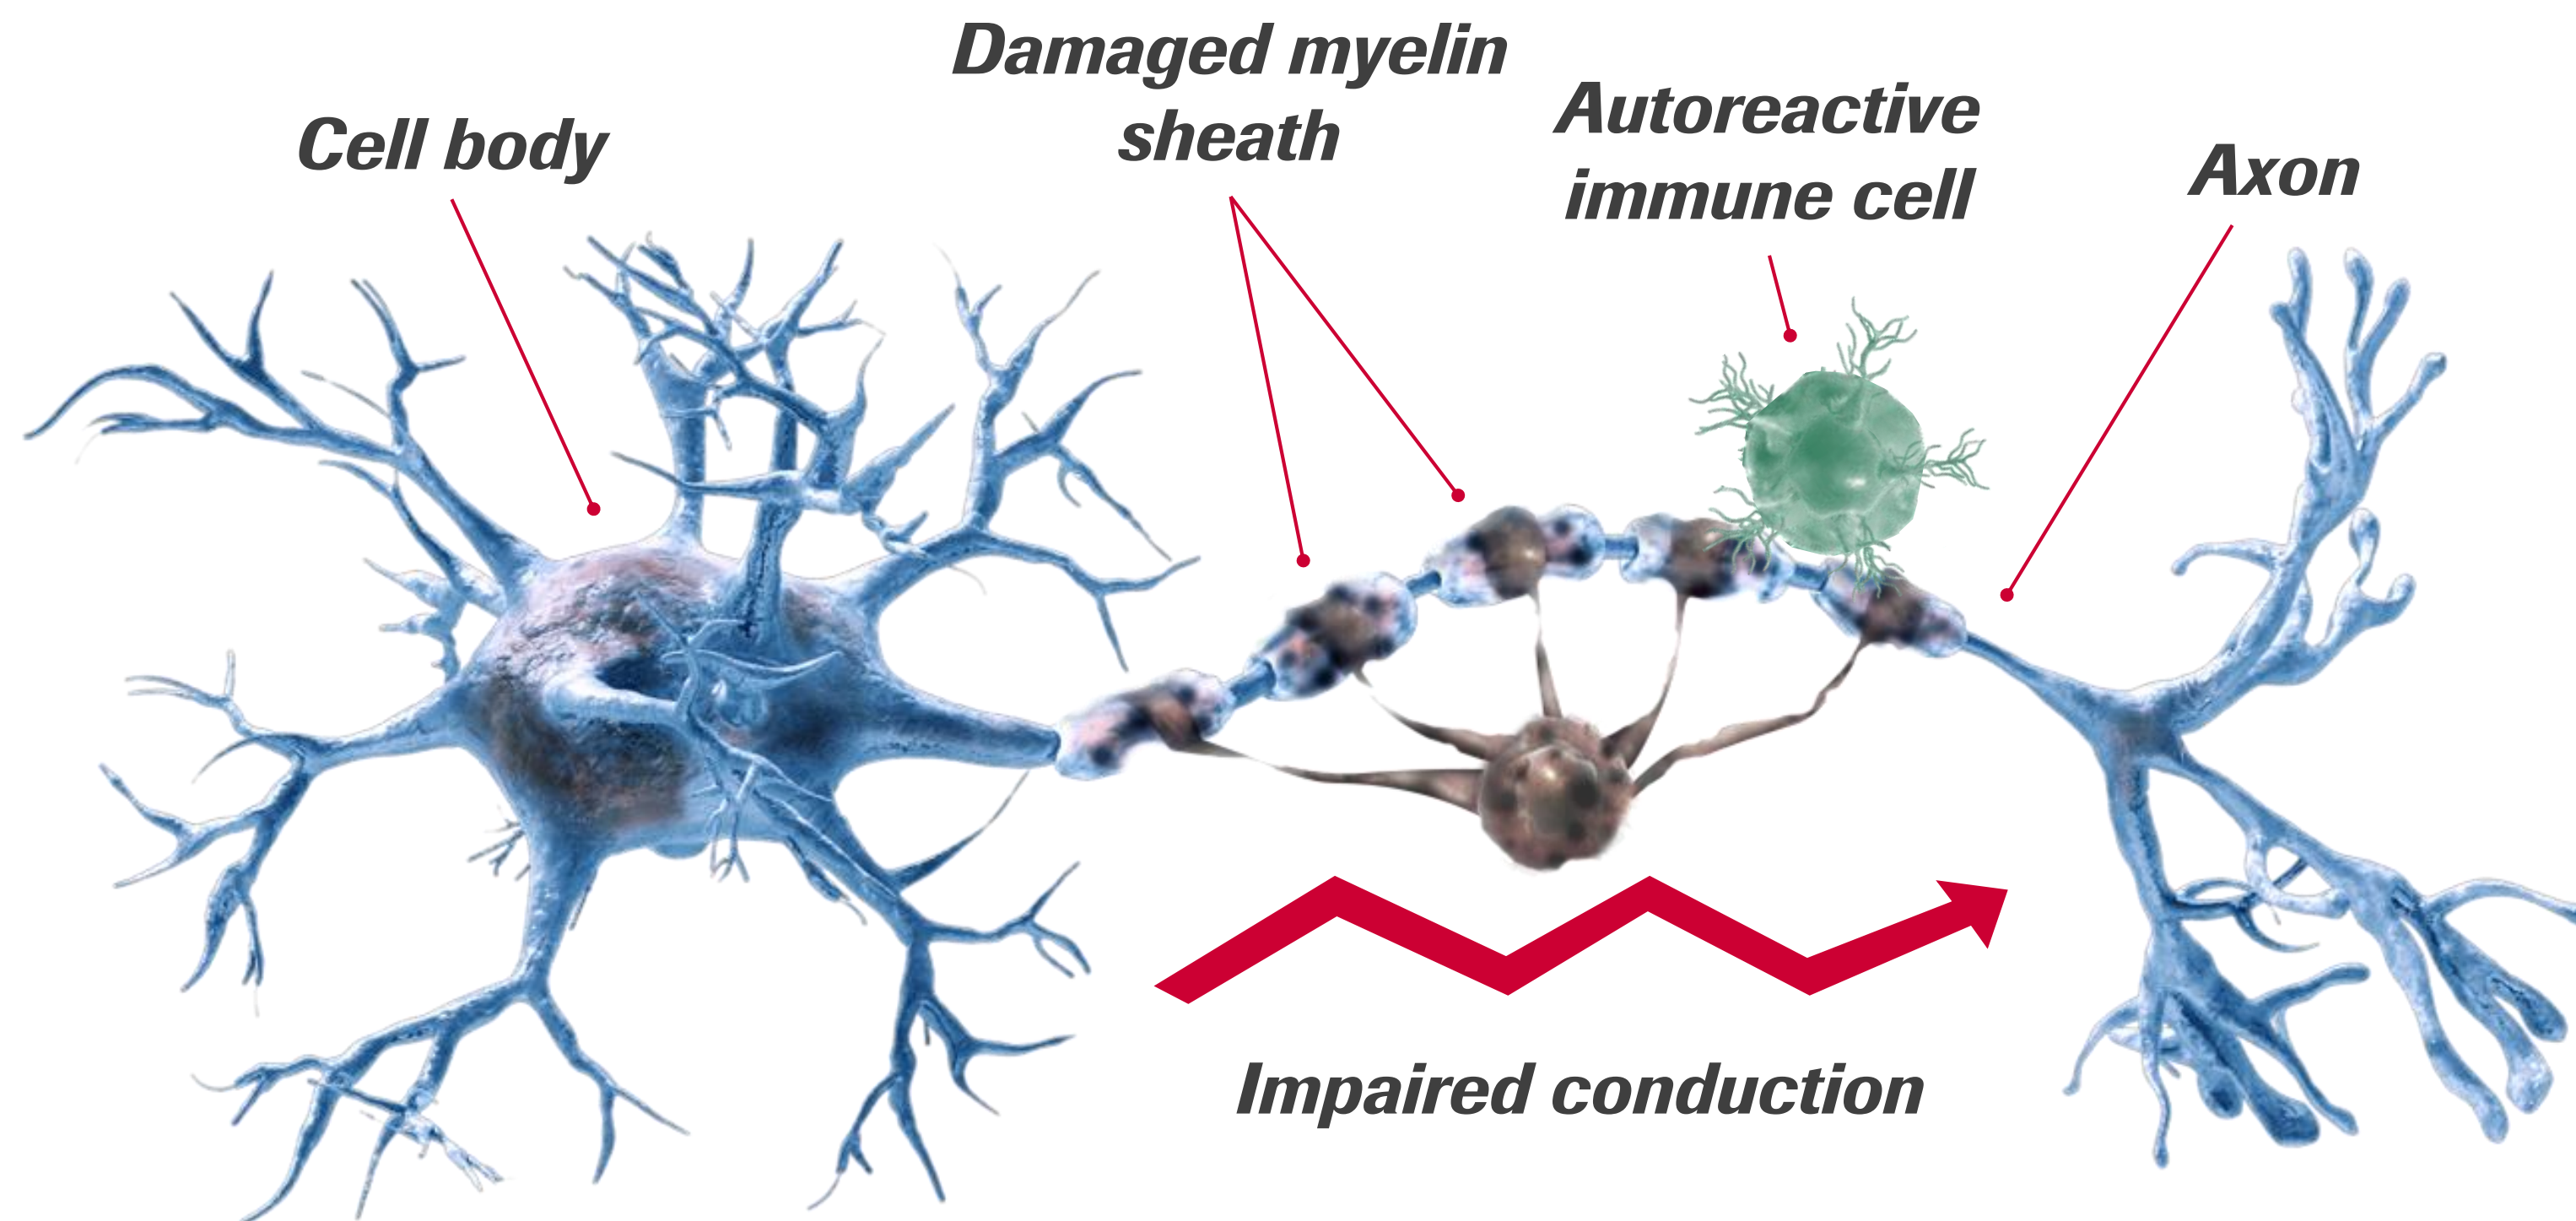 Cell body
Damaged myelin
sheath
Autoreactive
immune cell
Axon
Impaired conduction